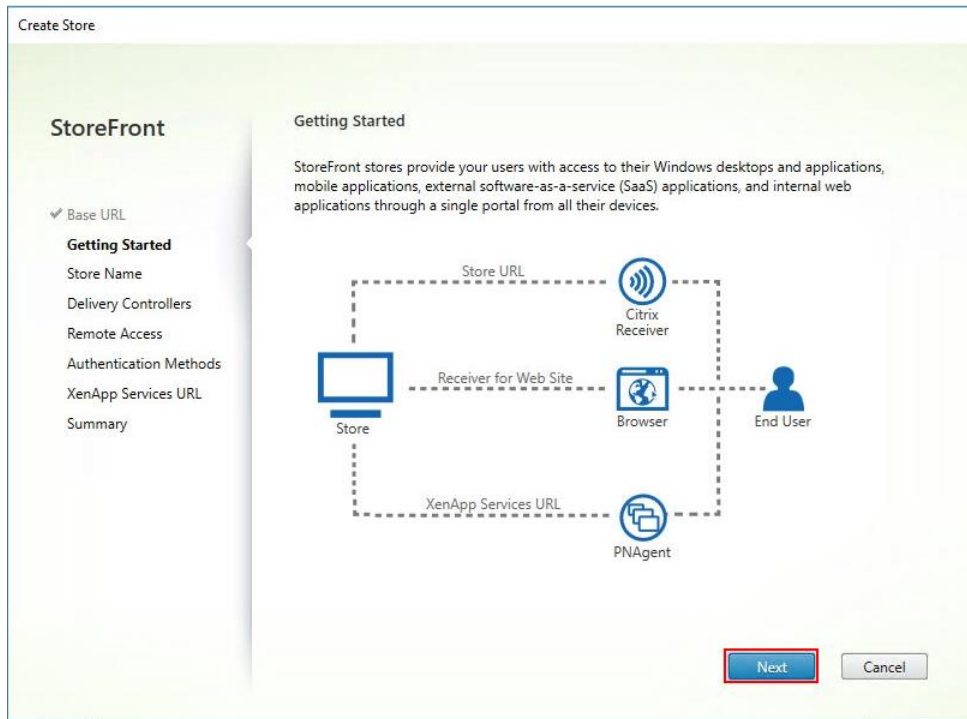 Create Store
StoreFront
✔ Base URL
Getting Started
Store Name
Delivery Controllers
Remote Access
Authentication Methods
XenApp Services URL
Summary
Getting Started
StoreFront stores provide your users with access to their Windows desktops and applications,
mobile applications, external software-as-a-service (SaaS) applications, and internal web
applications through a single portal from all their devices.
Store URL
Citrix
Receiver
Receiver for Web Site
Store
Browser
End User
XenApp Services URL
PNAgent
Next
Cancel